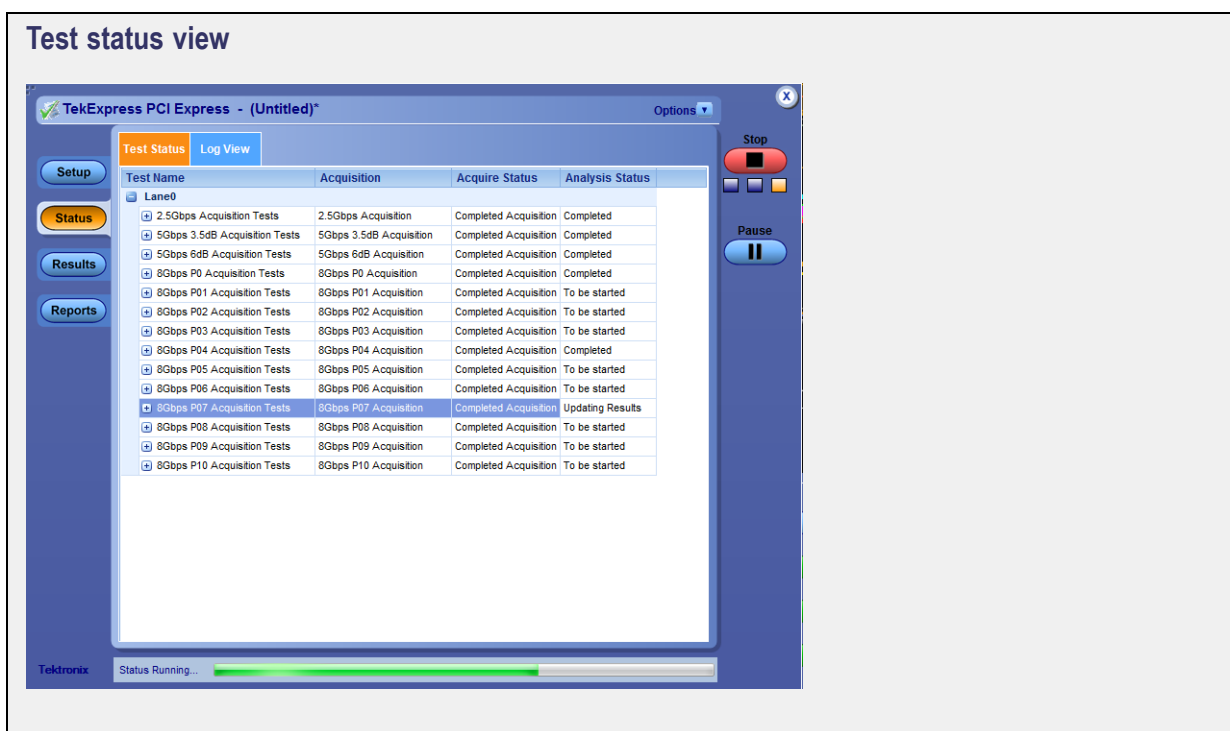 Test status view
TekExpress PCI Express - (Untitled)*
Options
X
Test Status Log View
Stop
Setup
Status
Results
Reports
Pause
Test Name Acquisition Acquire Status Analysis Status
Lane0
2.5Gbps Acquisition Tests 2.5Gbps Acquisition Completed Acquisition Completed
5Gbps 3.5dB Acquisition Tests 5Gbps 3.5dB Acquisition Completed Acquisition Completed
5Gbps 6dB Acquisition Tests 5Gbps 6dB Acquisition Completed Acquisition Completed
8Gbps P0 Acquisition Tests 8Gbps P0 Acquisition Completed Acquisition Completed
8Gbps P01 Acquisition Tests 8Gbps P01 Acquisition Completed Acquisition To be started
8Gbps P02 Acquisition Tests 8Gbps P02 Acquisition Completed Acquisition To be started
8Gbps P03 Acquisition Tests 8Gbps P03 Acquisition Completed Acquisition To be started
8Gbps P04 Acquisition Tests 8Gbps P04 Acquisition Completed Acquisition Completed
8Gbps P05 Acquisition Tests 8Gbps P05 Acquisition Completed Acquisition To be started
8Gbps P06 Acquisition Tests 8Gbps P06 Acquisition Completed Acquisition To be started
8Gbps P07 Acquisition Tests 8Gbps P07 Acquisition Completed Acquisition Updating Results
8Gbps P08 Acquisition Tests 8Gbps P08 Acquisition Completed Acquisition To be started
8Gbps P09 Acquisition Tests 8Gbps P09 Acquisition Completed Acquisition To be started
8Gbps P10 Acquisition Tests 8Gbps P10 Acquisition Completed Acquisition To be started
Tektronix
Status Running...